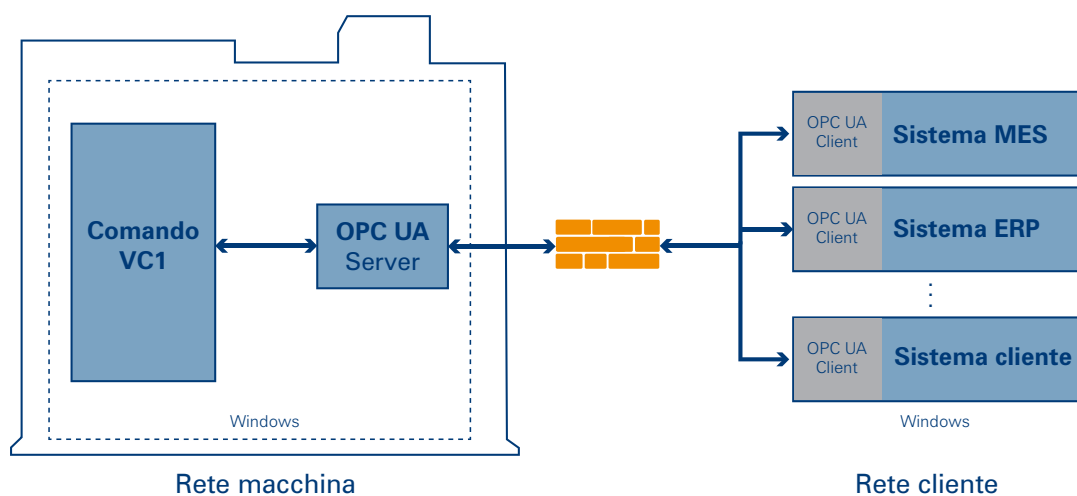 Comando
VC1
OPC UA
Server
Windows
Rete macchina
OPC UA
Client
Sistema MES
OPC UA
Client
Sistema ERP
OPC UA
Client
Sistema cliente
Windows
Rete cliente